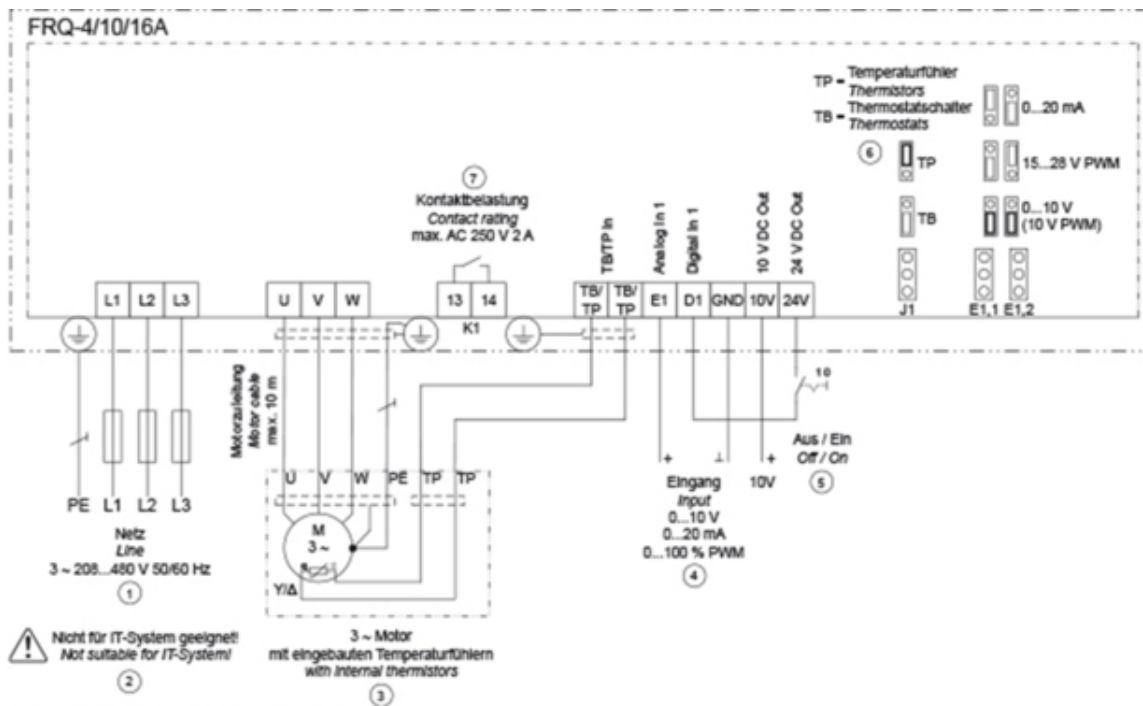 FRQ-4/10/16A
TP - Temperaturfühler
Thermistors
TB - Thermostatschalter
Thermostats
6
TP
TB
J1
0...20 mA
15...28 V PWM
0...10 V
(10 V PWM)
E1,1 E1,2
7
Kontaktbelastung
Contact rating
max. AC 250 V 2 A
TB/TP In
Analog In 1
Digital In 1
10 V DC Out
24 V DC Out
L1 L2 L3
U V W
13 14
K1
TB/TP TB/TP E1 D1 GND 10V 24V
Motorzuleitung
Motor cable
max. 10 m
1 0
Aus / Ein
Off / On
5
PE L1 L2 L3
Netz
Line
3 ~ 208...480 V 50/60 Hz
1
Nicht für IT-System geeignet!
Not suitable for IT-System!
2
U V W PE TP TP
M
3 ~
Y/Δ
3 ~ Motor
mit eingebauten Temperaturfühlern
with internal thermistors
3
+ ⊥ +
Eingang 10V
Input
0...10 V
0...20 mA
0...100 % PWM
4